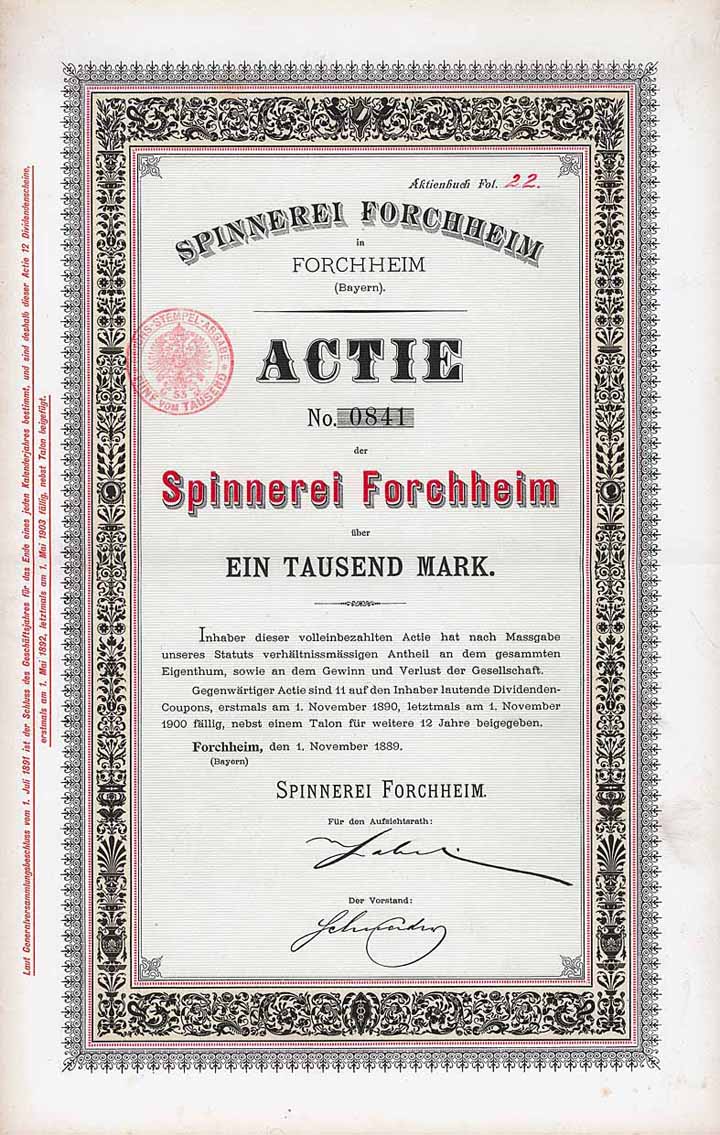 Aktienbuch Fol. 22.
SPINNEREI FORCHHEIM
in
FORCHHEIM
(Bayern).
ACTIE
No. 0841
der
Spinnerei Forchheim
über
EIN TAUSEND MARK.
Inhaber dieser volleinbezahlten Actie hat nach Massgabe
unseres Statuts verhältnissmässigen Antheil an dem gesammten
Eigenthum, sowie an dem Gewinn und Verlust der Gesellschaft.
Gegenwärtiger Actie sind 11 auf den Inhaber lautende Dividenden-
Coupons, erstmals am 1. November 1890, letztmals am 1. November
1900 fällig, nebst einem Talon für weitere 12 Jahre beigegeben.
Forchheim, den 1. November 1889.
(Bayern)
SPINNEREI FORCHHEIM.
Für den Aufsichtsrath:
Der Vorstand:
Laut Generalversammlungsbeschluss vom 1. Juli 1891 ist der Schluss des Geschäftsjahres für das Ende eines jeden Kalenderjahres bestimmt, und sind deshalb dieser Actie 12 Dividendenscheine,
erstmals am 1. Mai 1892, letztmals am 1. Mai 1903 fällig, nebst Talon beigefügt.
STEMPEL-ABGABE
FÜNF VOM TAUSEND
53